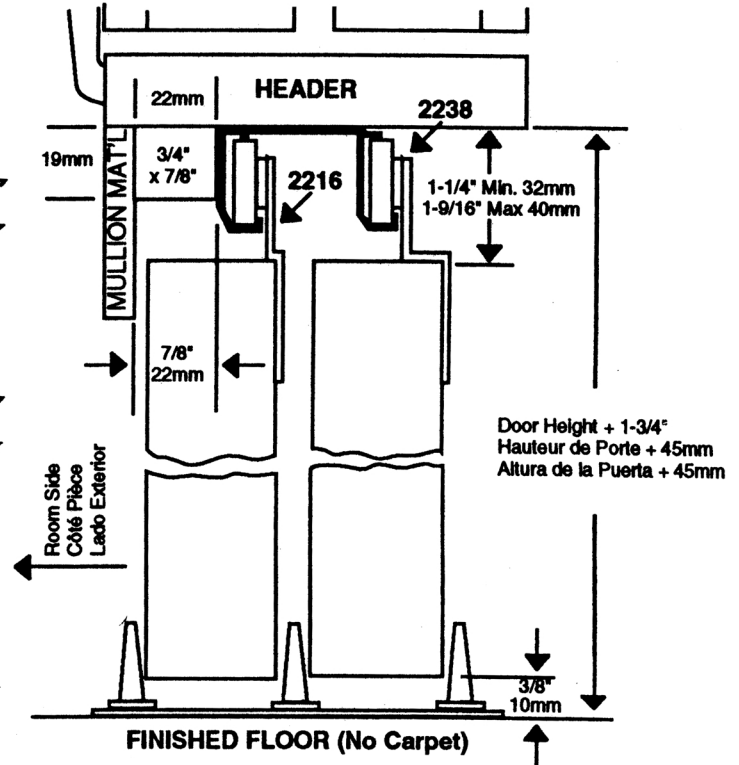 HEADER
22mm
2238
19mm
3/4"
x 7/8"
MULLION MAT'L
2216
1-1/4" Min. 32mm
1-9/16" Max 40mm
7/8"
22mm
Door Height + 1-3/4"
Hauteur de Porte + 45mm
Altura de la Puerta + 45mm
Room Side
Côté Pièce
Lado Exterior
3/8"
10mm
FINISHED FLOOR (No Carpet)